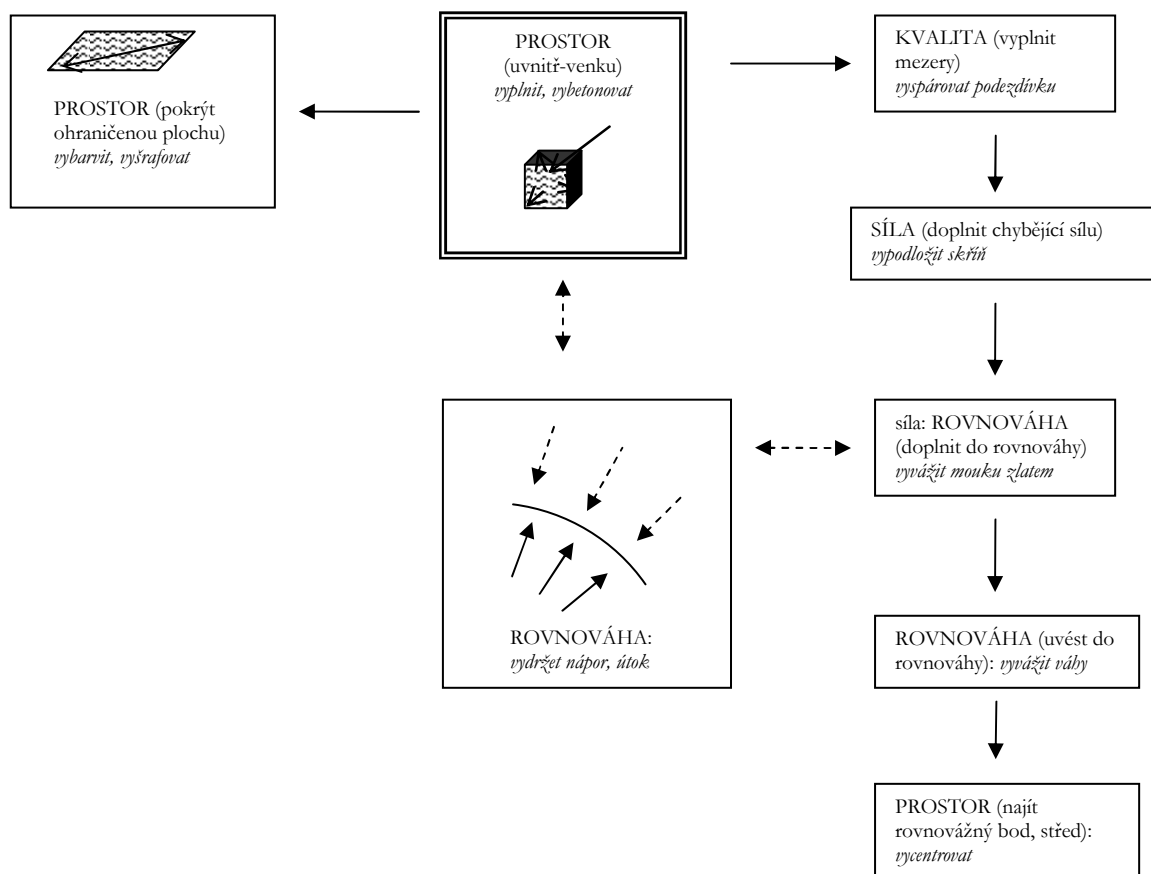 PROSTOR (pokrýt
ohraničenou plochu)
vybarvit, vyšrafovat
PROSTOR
(uvnitř-venku)
vyplnit, vybetonovat
KVALITA (vyplnit
mezery)
vyspárovat podezdívku
SÍLA (doplnit chybějící sílu)
vypodložit skříň
síla: ROVNOVÁHA
(doplnit do rovnováhy)
vyvážit mouku zlatem
ROVNOVÁHA:
vydržet nápor, útok
ROVNOVÁHA (uvést do
rovnováhy): vyvážit váhy
PROSTOR (najít
rovnovážný bod, střed):
vycentrovat